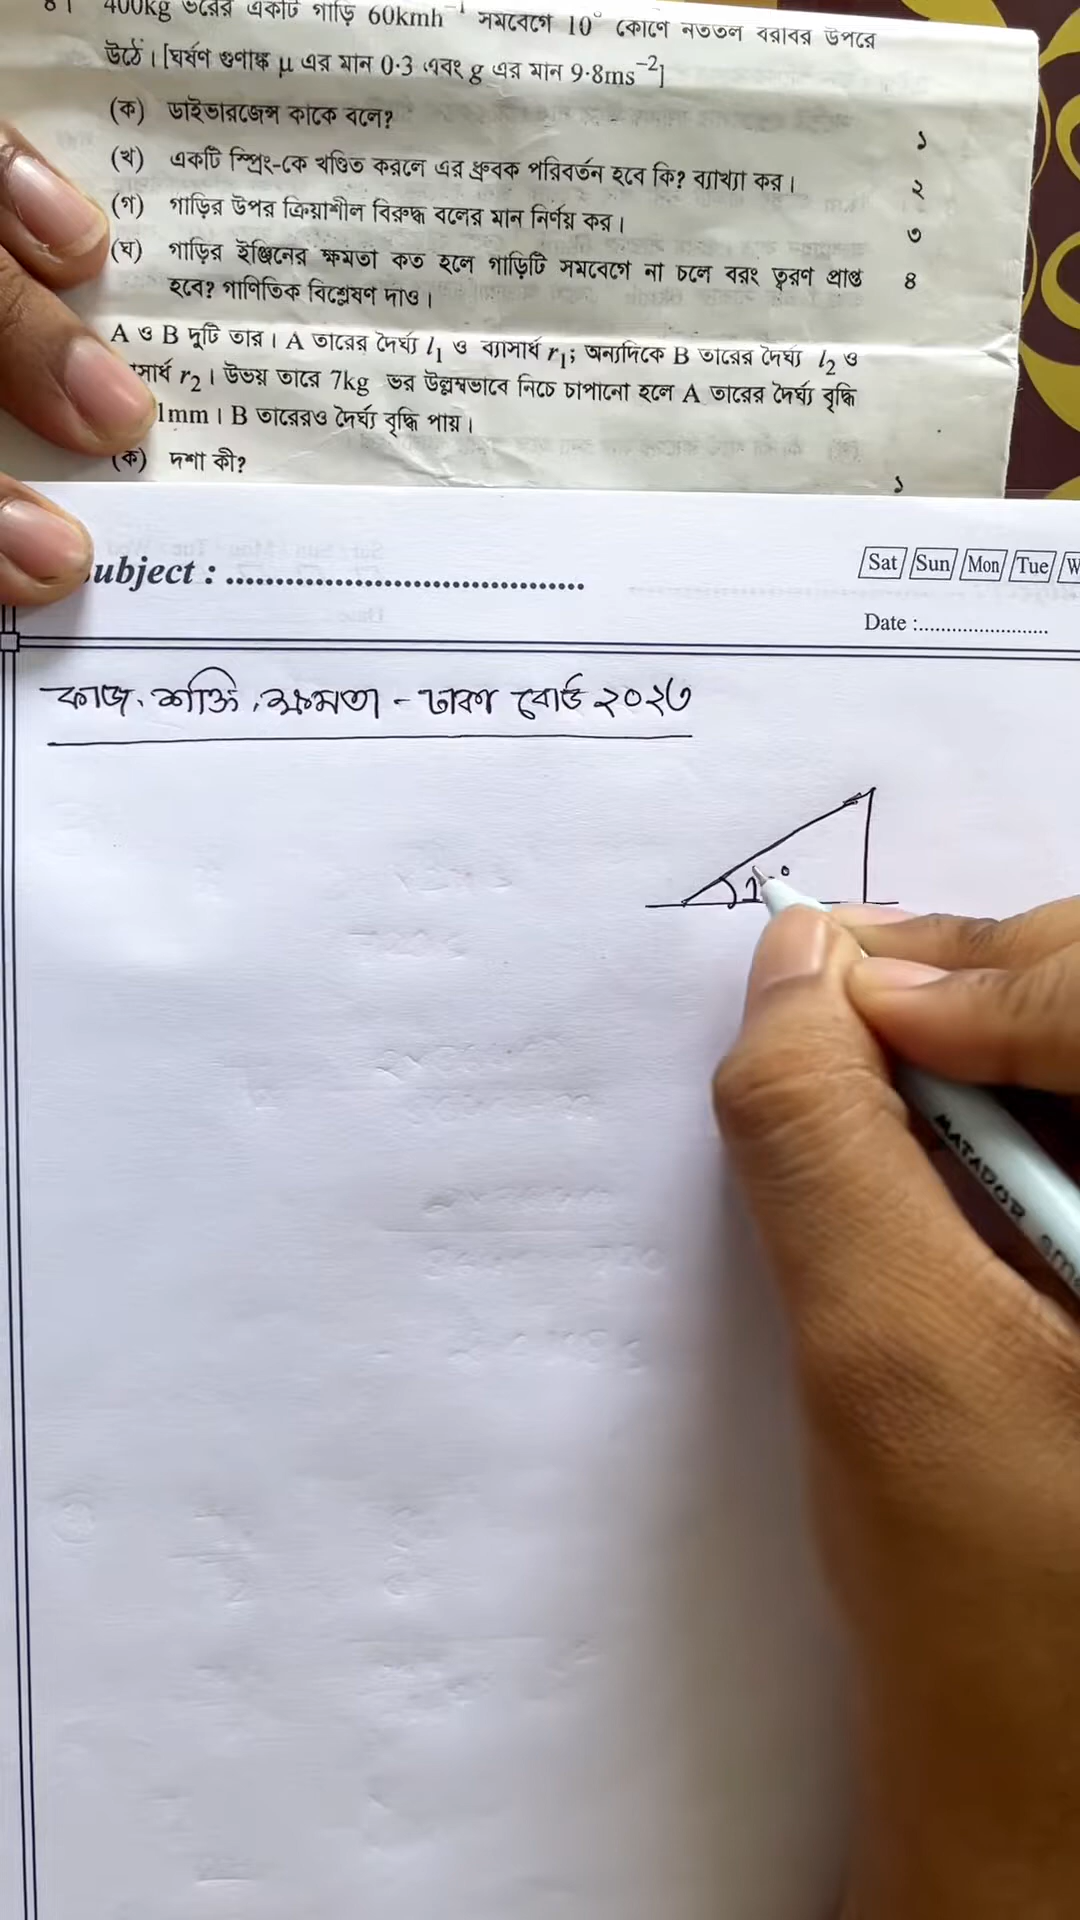 ৪। 400kg ভরের একটি গাড়ি 60kmh⁻¹ সমবেগে 10° কোণে নততল বরাবর উপরে
উঠে। [ঘর্ষণ গুণাঙ্ক μ এর মান 0·3 এবং g এর মান 9·8ms⁻²]
(ক) ডাইভারজেন্স কাকে বলে? ১
(খ) একটি স্প্রিং-কে খণ্ডিত করলে এর ধ্রুবক পরিবর্তন হবে কি? ব্যাখ্যা কর। ২
(গ) গাড়ির উপর ক্রিয়াশীল বিরুদ্ধ বলের মান নির্ণয় কর। ৩
(ঘ) গাড়ির ইঞ্জিনের ক্ষমতা কত হলে গাড়িটি সমবেগে না চলে বরং ত্বরণ প্রাপ্ত ৪
হবে? গাণিতিক বিশ্লেষণ দাও।
A ও B দুটি তার। A তারের দৈর্ঘ্য l₁ ও ব্যাসার্ধ r₁; অন্যদিকে B তারের দৈর্ঘ্য l₂ ও
সার্ধ r₂। উভয় তারে 7kg ভর উল্লম্বভাবে নিচে চাপানো হলে A তারের দৈর্ঘ্য বৃদ্ধি
1mm। B তারেরও দৈর্ঘ্য বৃদ্ধি পায়।
(ক) দশা কী? ১
ubject : ....................................
Sat Sun Mon Tue W
Date :.......................
কাজ, শক্তি, ক্ষমতা - ঢাকা বোর্ড ২০২৩